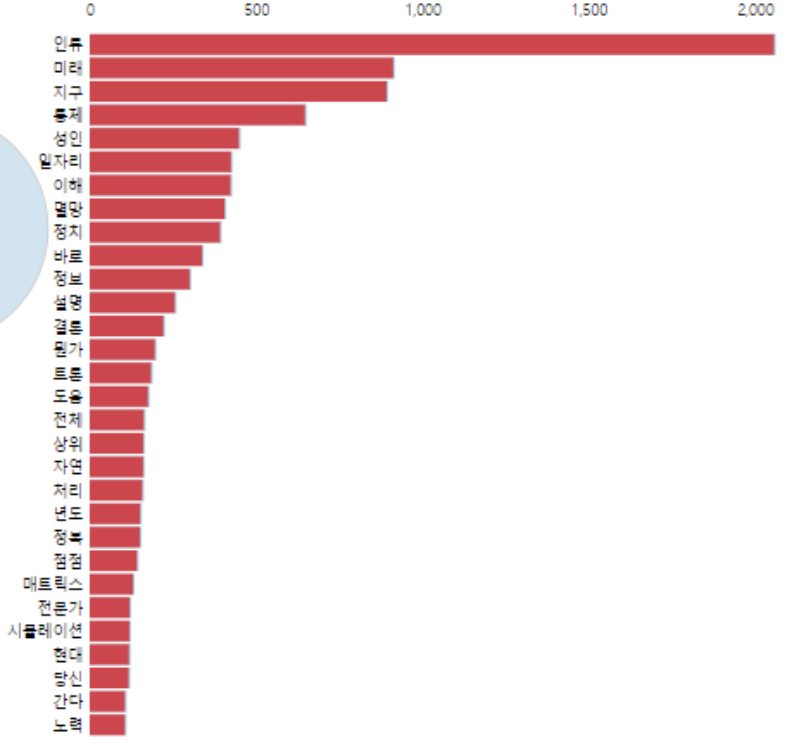 0 500 1,000 1,500 2,000
인류
미래
지구
통제
성인
일자리
이해
멸망
정치
바로
정보
설명
결론
뭔가
트론
도움
전체
상위
자연
처리
년도
정복
점점
매트릭스
전문가
시뮬레이션
현대
당신
간다
노력